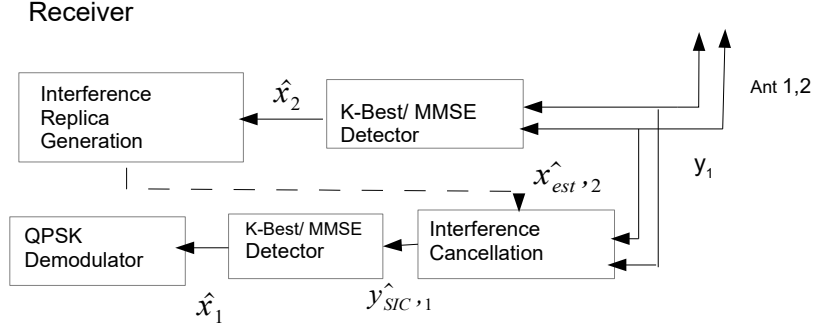 Receiver
Ant 1,2
Interference
Replica
Generation
x̂₂
K-Best/ MMSE
Detector
y₁
x̂ₑₛₜ,₂
QPSK
Demodulator
K-Best/ MMSE
Detector
Interference
Cancellation
x̂₁
ŷ_SIC,₁